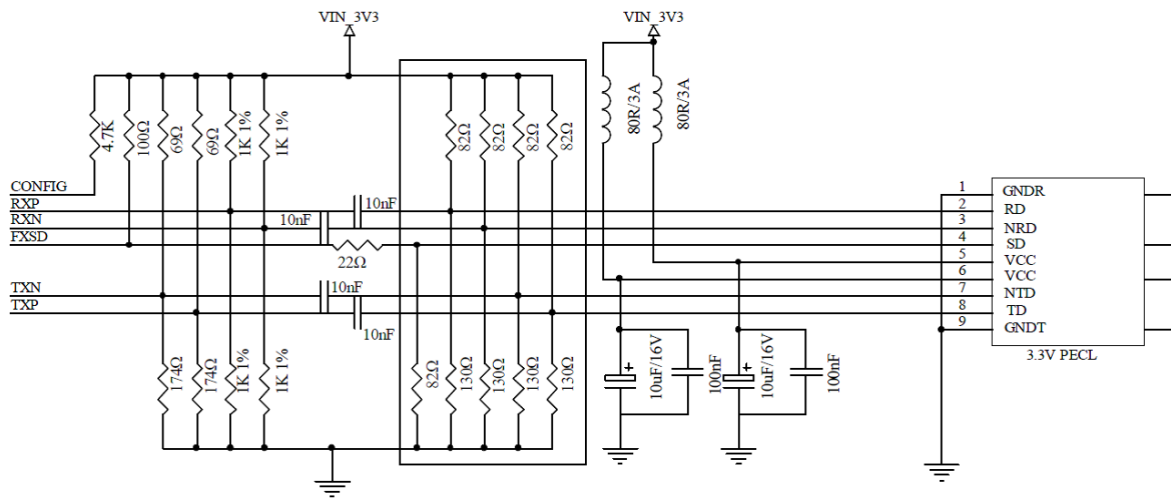 VIN_3V3
VIN_3V3
4.7K
100Ω
69Ω
69Ω
1K 1%
1K 1%
82Ω
82Ω
82Ω
82Ω
80R/3A
80R/3A
CONFIG
RXP
RXN
FXSD
10nF
10nF
22Ω
TXN
TXP
10nF
10nF
1
2
3
4
5
6
7
8
9
GNDR
RD
NRD
SD
VCC
VCC
NTD
TD
GNDT
3.3V PECL
174Ω
174Ω
1K 1%
1K 1%
82Ω
130Ω
130Ω
130Ω
130Ω
+
10uF/16V
100nF
+
10uF/16V
100nF